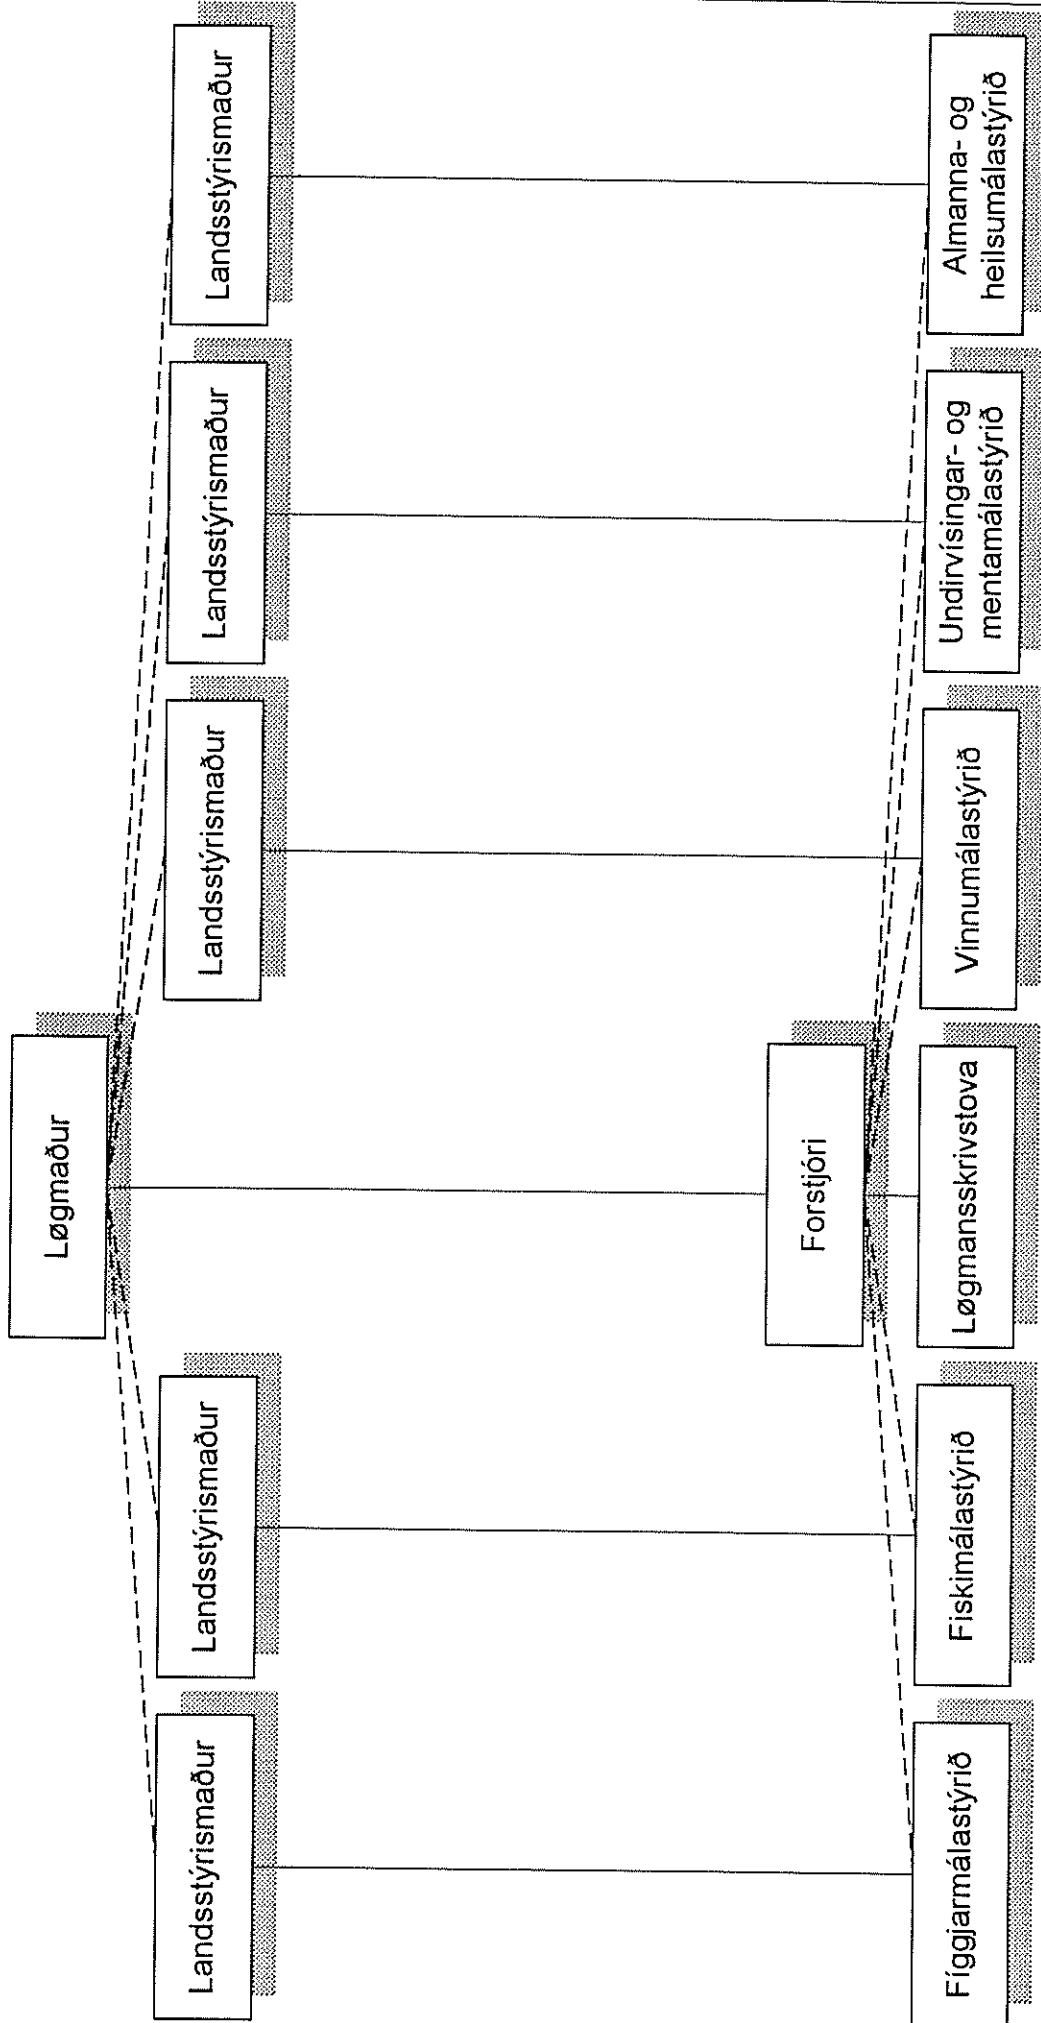 Løgmaður
Landsstýrismaður
Landsstýrismaður
Landsstýrismaður
Landsstýrismaður
Landsstýrismaður
Forstjóri
Fíggjarmálastýrið
Fiskimálastýrið
Løgmansskrivstova
Vinnumálastýrið
Undirvísingar- og
mentamálastýrið
Almanna- og
heilsumálastýrið